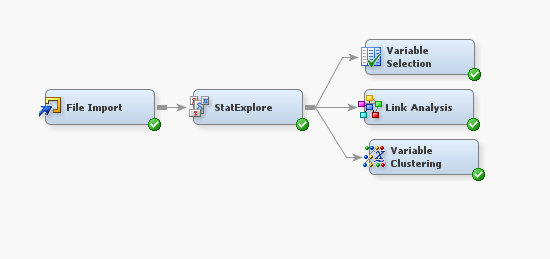 Variable
Selection
File Import
StatExplore
Link Analysis
Variable
Clustering